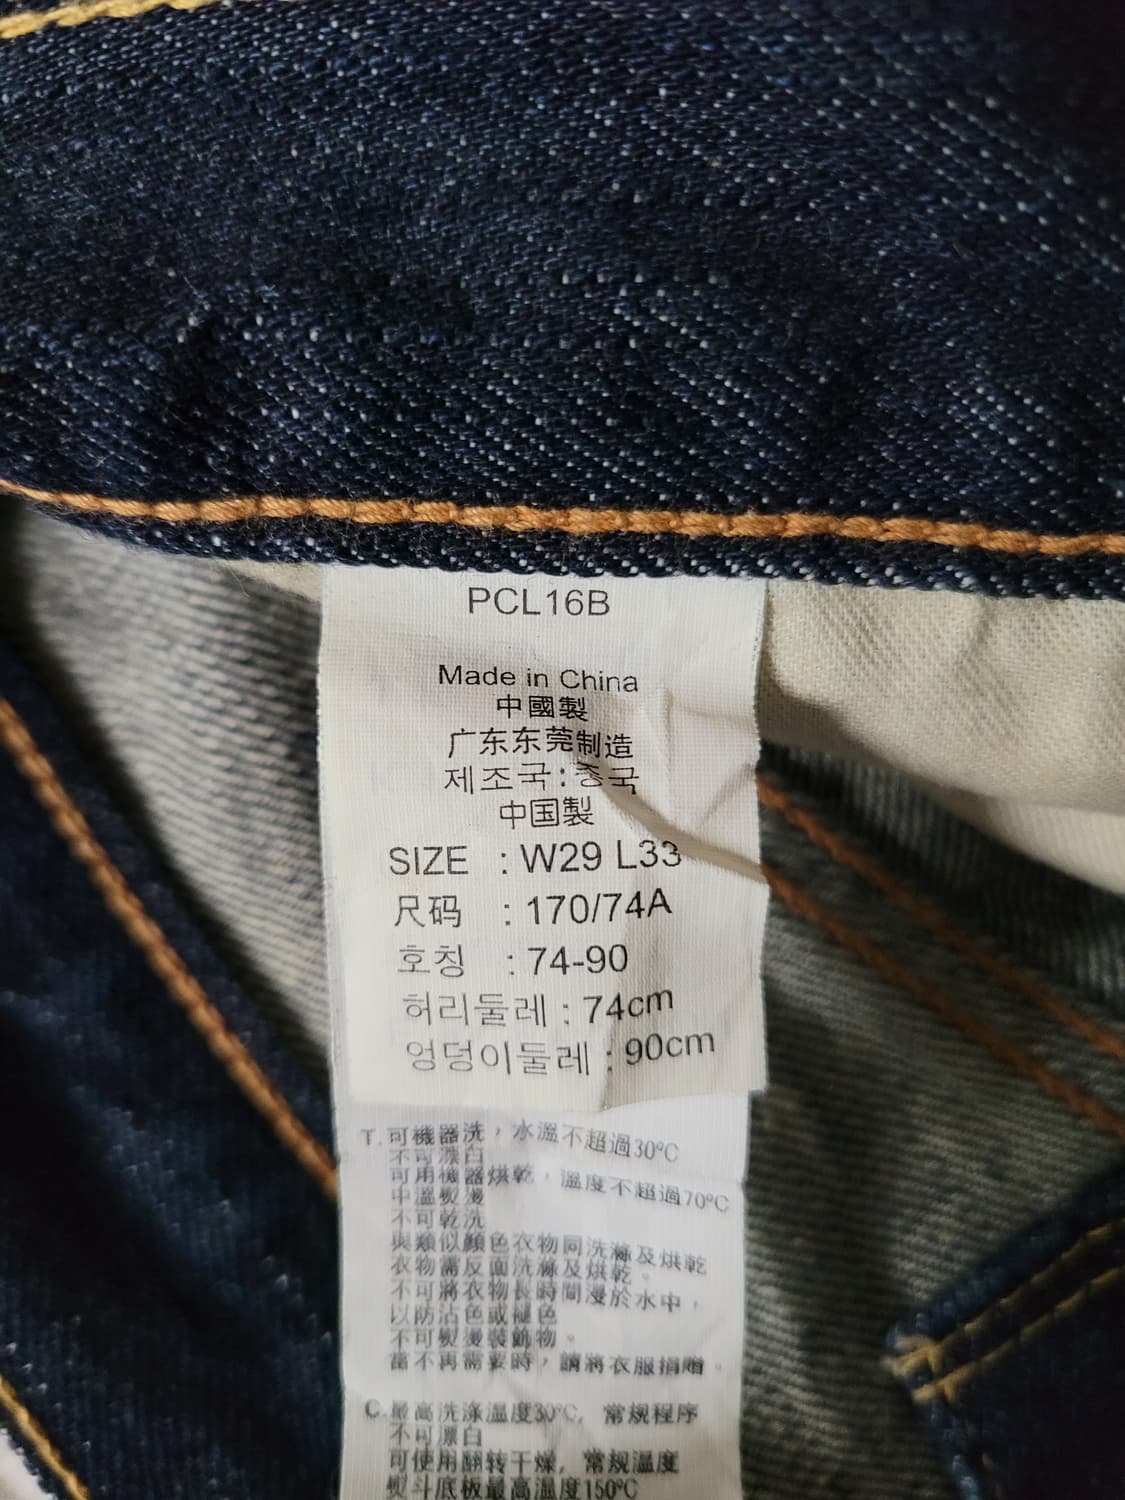 PCL16B
Made in China
中國製
广东东莞制造
제조국:중국
中国製
SIZE : W29 L33
尺码 : 170/74A
호칭 : 74-90
허리둘레 : 74cm
엉덩이둘레 : 90cm
T. 可機器洗，水溫不超過30ºC
不可漂白
可用機器烘乾，溫度不超過70ºC
中溫熨燙
不可乾洗
與類似顏色衣物同洗滌及烘乾
衣物需反面洗滌及烘乾。
不可將衣物長時間浸於水中，
以防沾色或褪色
不可熨燙裝飾物。
當不再需要時，請將衣服捐贈。
C. 最高洗涤温度30ºC, 常规程序
不可漂白
可使用翻转干燥, 常规温度
熨斗底板最高温度150ºC